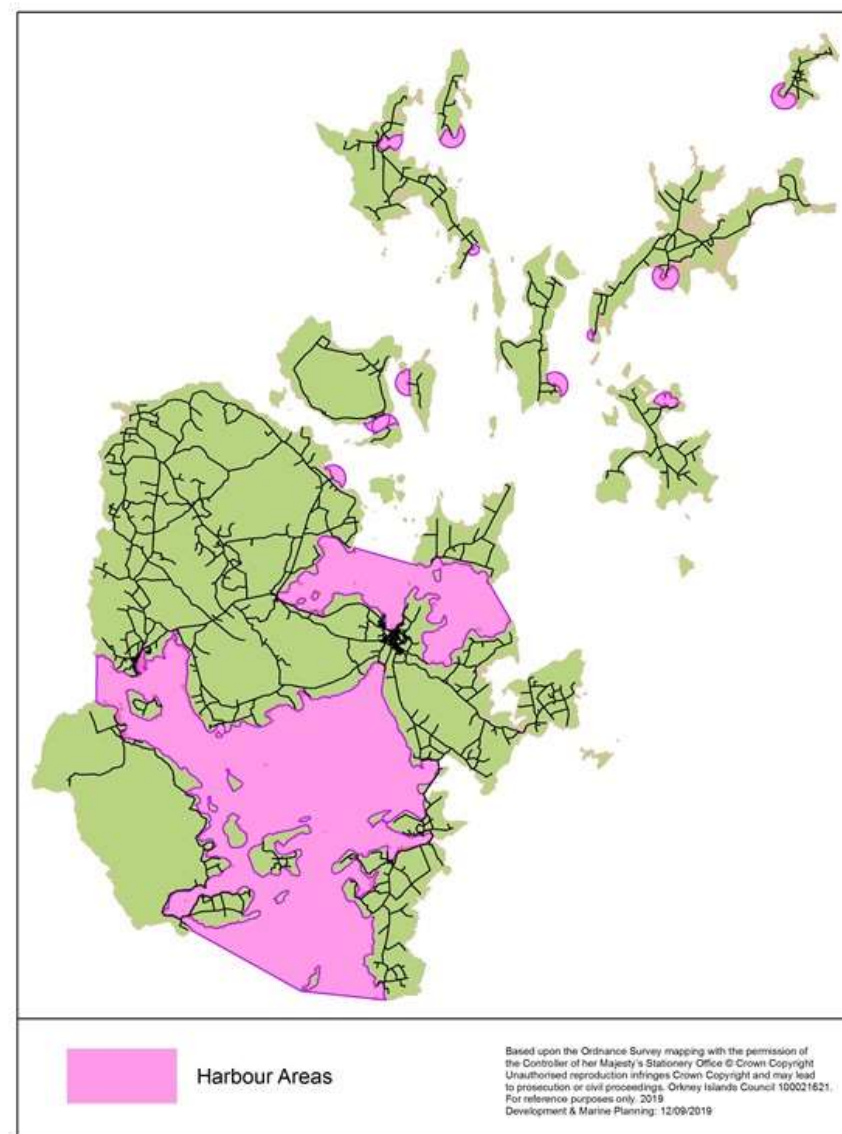 Harbour Areas
Based upon the Ordnance Survey mapping with the permission of
the Controller of her Majesty's Stationery Office © Crown Copyright
Unauthorised reproduction infringes Crown Copyright and may lead
to prosecution or civil proceedings. Orkney Islands Council 100021621.
For reference purposes only. 2019
Development & Marine Planning: 12/09/2019